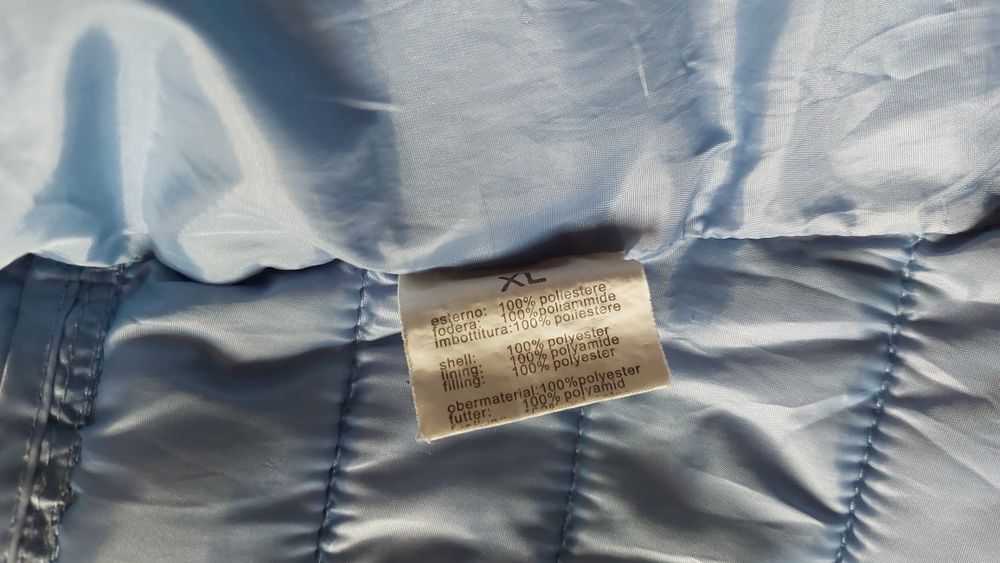 XL
esterno: 100% poliestere
fodera: 100%poliammide
imbottitura:100% poliestere
shell: 100% polyester
lining: 100% polyamide
filling: 100% polyester
obermaterial:100%polyester
futter: 100% polyamid